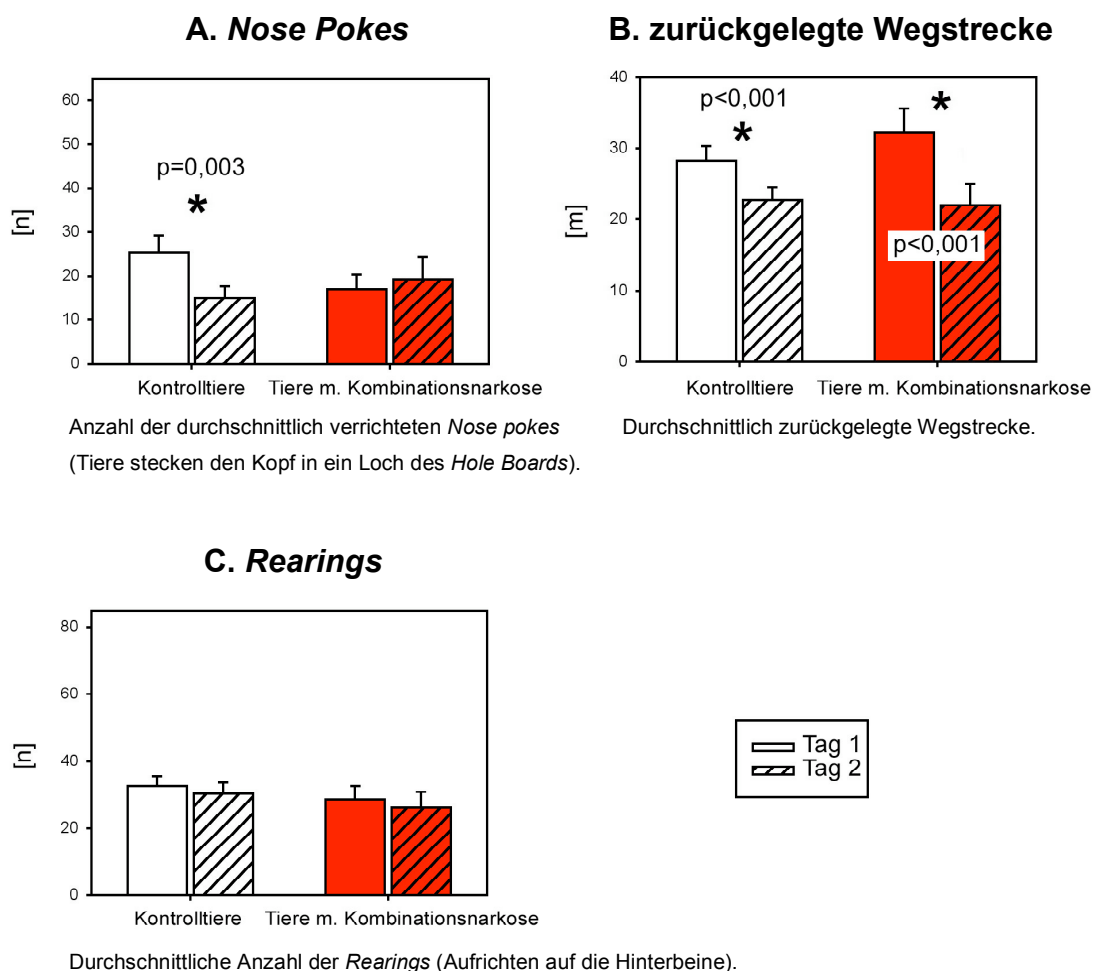 A. Nose Pokes
60
50
40
30
20
10
0
[n]
p=0,003
*
Kontrolltiere
Tiere m. Kombinationsnarkose
Anzahl der durchschnittlich verrichteten Nose pokes
(Tiere stecken den Kopf in ein Loch des Hole Boards).
B. zurückgelegte Wegstrecke
40
30
20
10
0
[m]
p<0,001
*
*
p<0,001
Kontrolltiere
Tiere m. Kombinationsnarkose
Durchschnittlich zurückgelegte Wegstrecke.
C. Rearings
80
60
40
20
0
[n]
Kontrolltiere
Tiere m. Kombinationsnarkose
Durchschnittliche Anzahl der Rearings (Aufrichten auf die Hinterbeine).
Tag 1
Tag 2